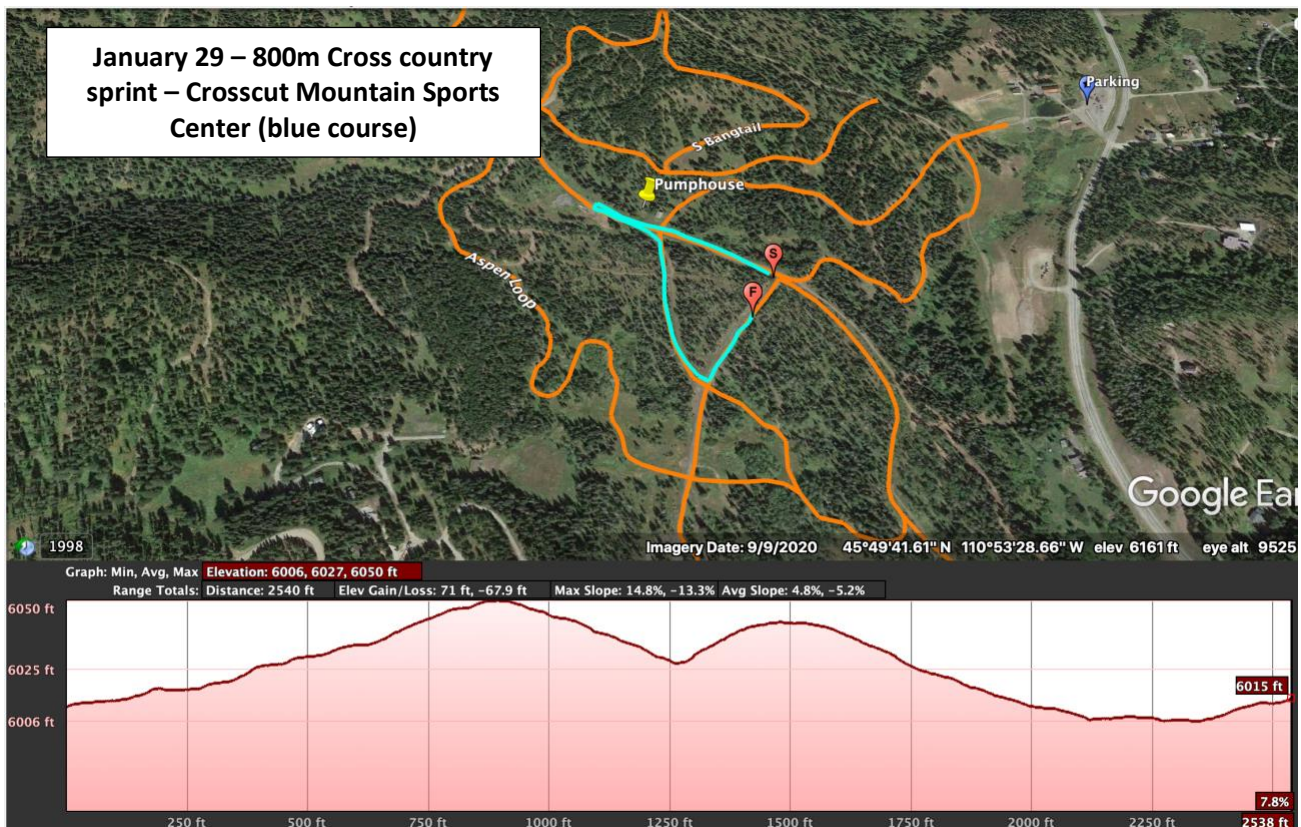 January 29 – 800m Cross country
sprint – Crosscut Mountain Sports
Center (blue course)
Parking
S Bangtail
Pumphouse
Aspen Loop
S
F
Google Ear
1998
Imagery Date: 9/9/2020 45°49'41.61" N 110°53'28.66" W elev 6161 ft eye alt 9525
Graph: Min, Avg, Max Elevation: 6006, 6027, 6050 ft
Range Totals: Distance: 2540 ft Elev Gain/Loss: 71 ft, -67.9 ft Max Slope: 14.8%, -13.3% Avg Slope: 4.8%, -5.2%
6050 ft
6025 ft
6015 ft
6006 ft
7.8%
250 ft 500 ft 750 ft 1000 ft 1250 ft 1500 ft 1750 ft 2000 ft 2250 ft 2538 ft